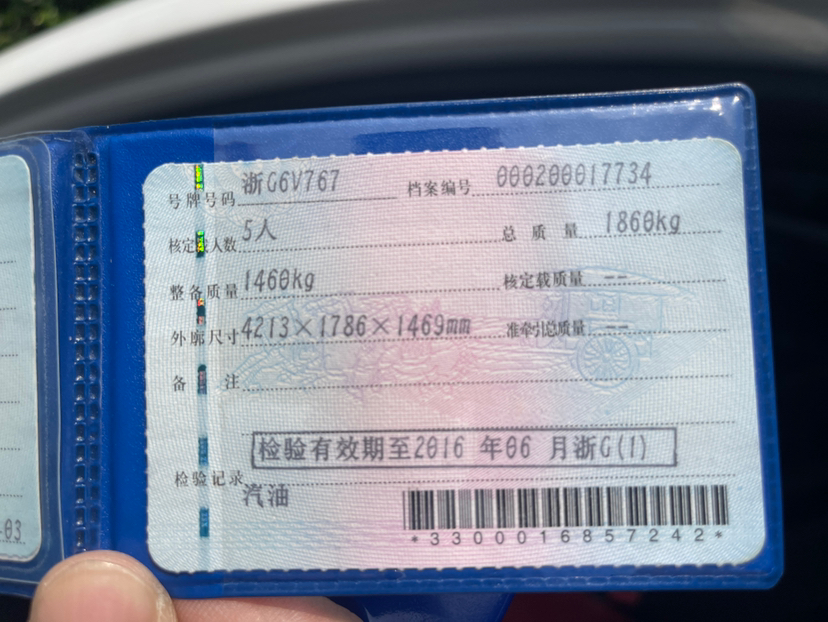 号牌号码 浙G6V767 档案编号 000200017734
核定载人数 5人 总质量 1860kg
整备质量 1460kg 核定载质量 --
外廓尺寸 4213×1786×1469mm 准牵引总质量 --
备注
检验有效期至2016 年06 月浙G(1)
检验记录
汽油
*3300016857242*
-03